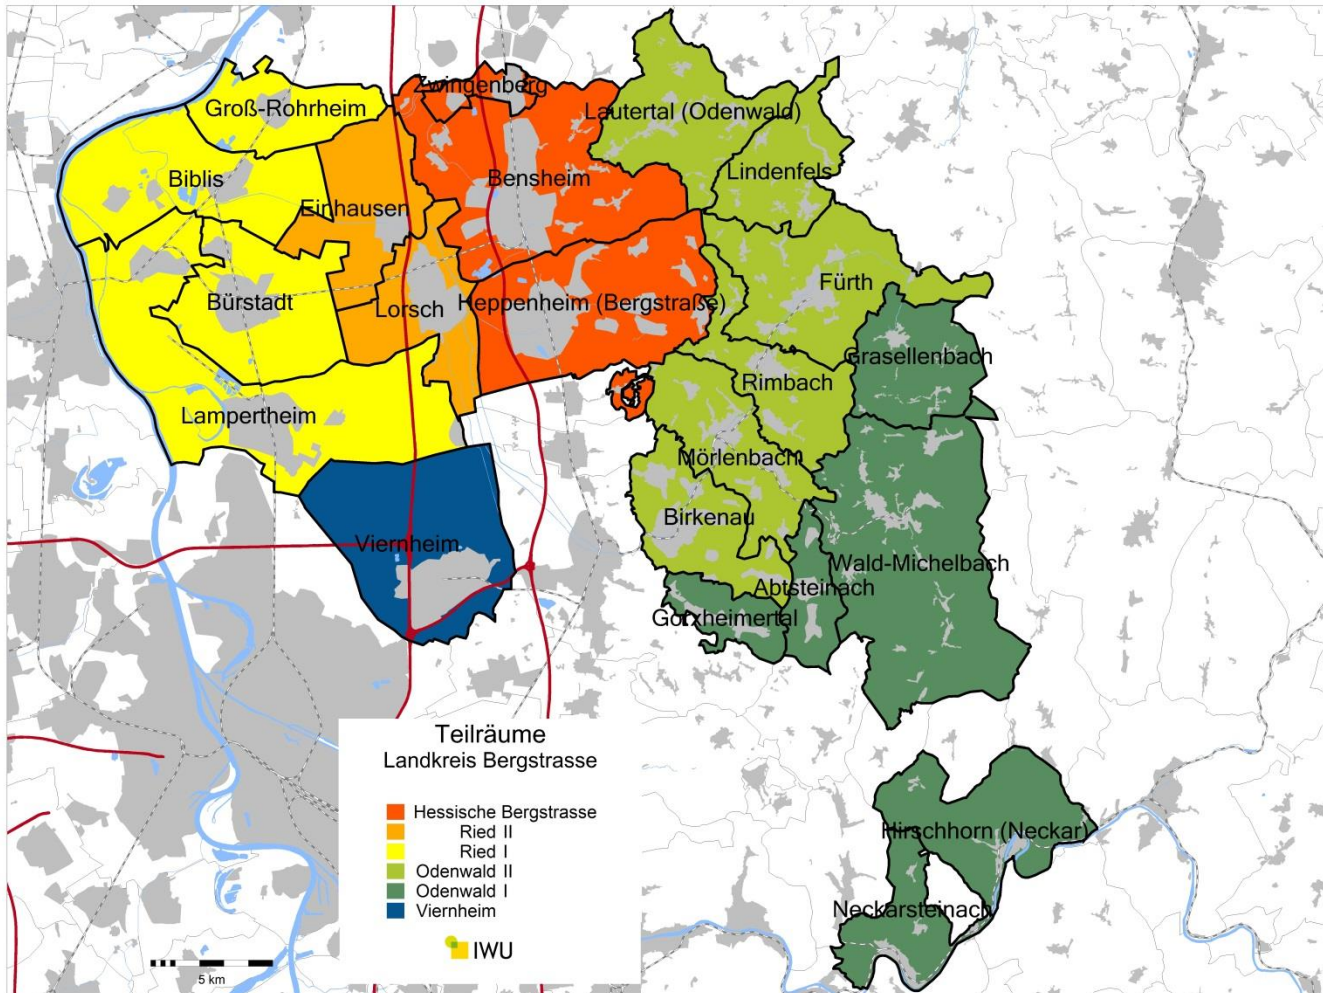 Zwingenberg
Groß-Rohrheim
Lautertal (Odenwald)
Biblis
Bensheim
Lindenfels
Einhausen
Fürth
Bürstadt
Lorsch
Heppenheim (Bergstraße)
Grasellenbach
Rimbach
Lampertheim
Mörlenbach
Birkenau
Viernheim
Wald-Michelbach
Abtsteinach
Gorxheimertal
Teilräume
Landkreis Bergstrasse
Hessische Bergstrasse
Ried II
Ried I
Odenwald II
Odenwald I
Viernheim
IWU
5 km
Hirschhorn (Neckar)
Neckarsteinach